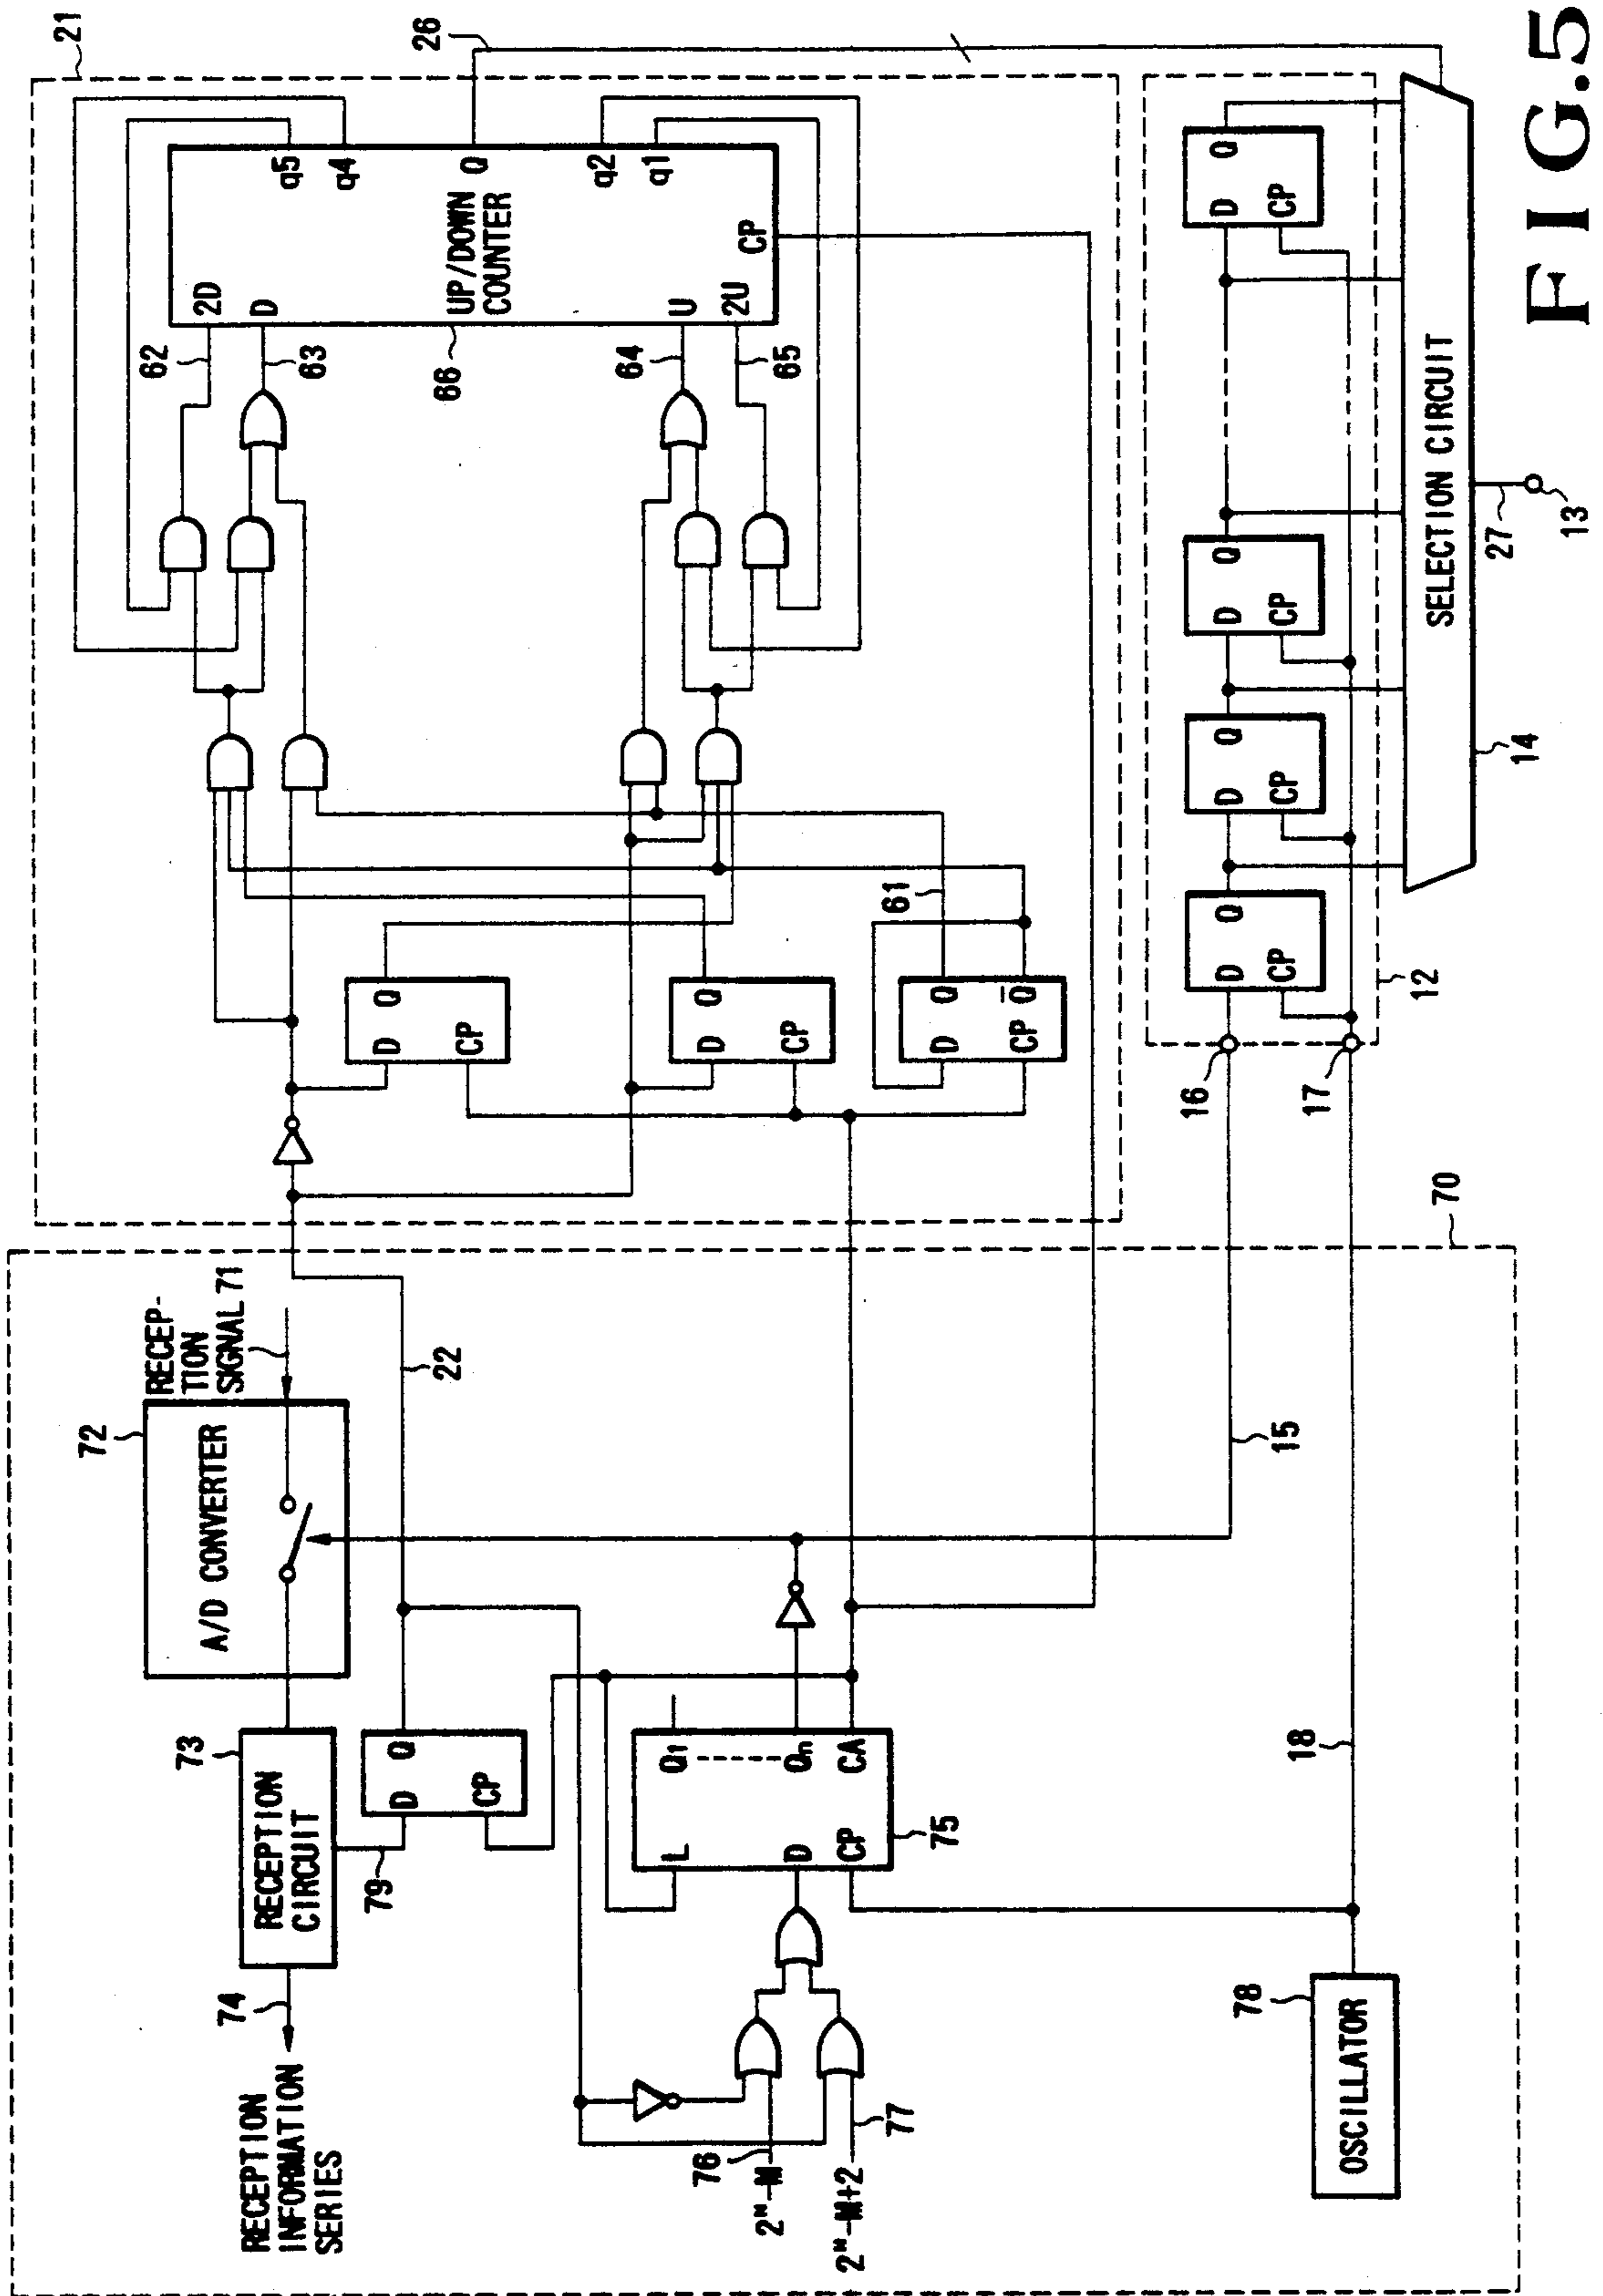 FIG.5
21
26
q5
q4
Q
q2
q1
2D
D
UP/DOWN
COUNTER
CP
U
2U
62
63
66
64
65
D
Q
CP
D
Q
CP
D
Q
CP
Q̅
61
D
Q
CP
D
Q
CP
D
Q
CP
D
Q
CP
SELECTION CIRCUIT
14
27
13
12
16
17
70
RECEP-
TION
SIGNAL 71
72
A/D CONVERTER
22
15
73
RECEPTION
CIRCUIT
79
D
Q
CP
Q1
Qn
CA
L
D
CP
75
18
74
RECEPTION
INFORMATION
SERIES
76
2ᴺ-M
77
2ᴺ-M+2
78
OSCILLATOR